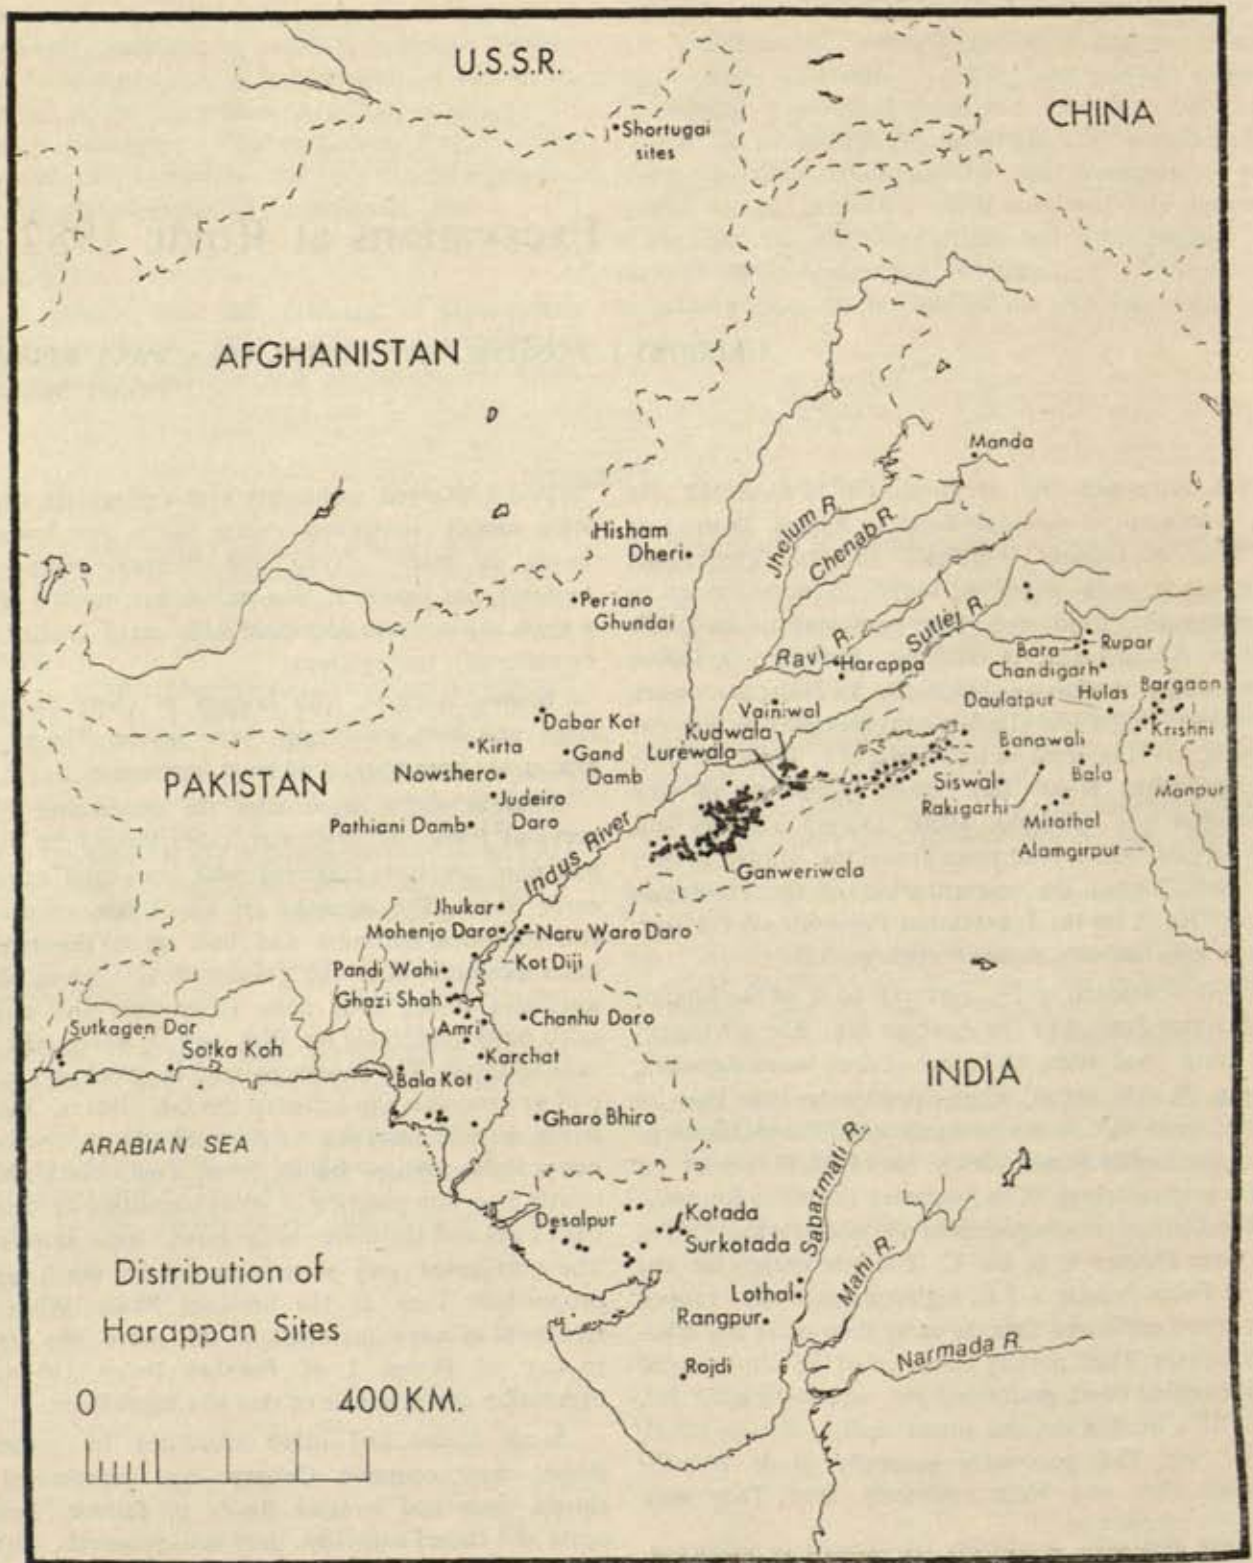 U.S.S.R.
CHINA
Shortugai
sites
AFGHANISTAN
Manda
Hisham
Dheri
Jhelum R.
Chenab R.
Periano
Ghundai
Ravi R.
Sutlej R.
Harappa
Bara
Rupar
Chandigarh
Daulatpur
Hulas
Bargaon
Vainiwal
Kudwala
Lurewala
Krishni
Dabar Kot
Kirta
Gand
Damb
Nowshero
Banawali
Siswal
Bala
Rakigarhi
Manpur
PAKISTAN
Judeiro
Daro
Pathiani Damb
Mitathal
Alamgirpur
Indus River
Ganweriwala
Jhukar
Mohenjo Daro
Naru Waro Daro
Kot Diji
Pandi Wahi
Ghazi Shah
Amri
Chanhu Daro
Sutkagen Dor
Sotka Koh
Karchat
Bala Kot
INDIA
Gharo Bhiro
ARABIAN SEA
Sabarmati R.
Desalpur
Kotada
Surkotada
Mahi R.
Distribution of
Harappan Sites
Lothal
Rangpur
Rojdi
Narmada R.
0
400 KM.